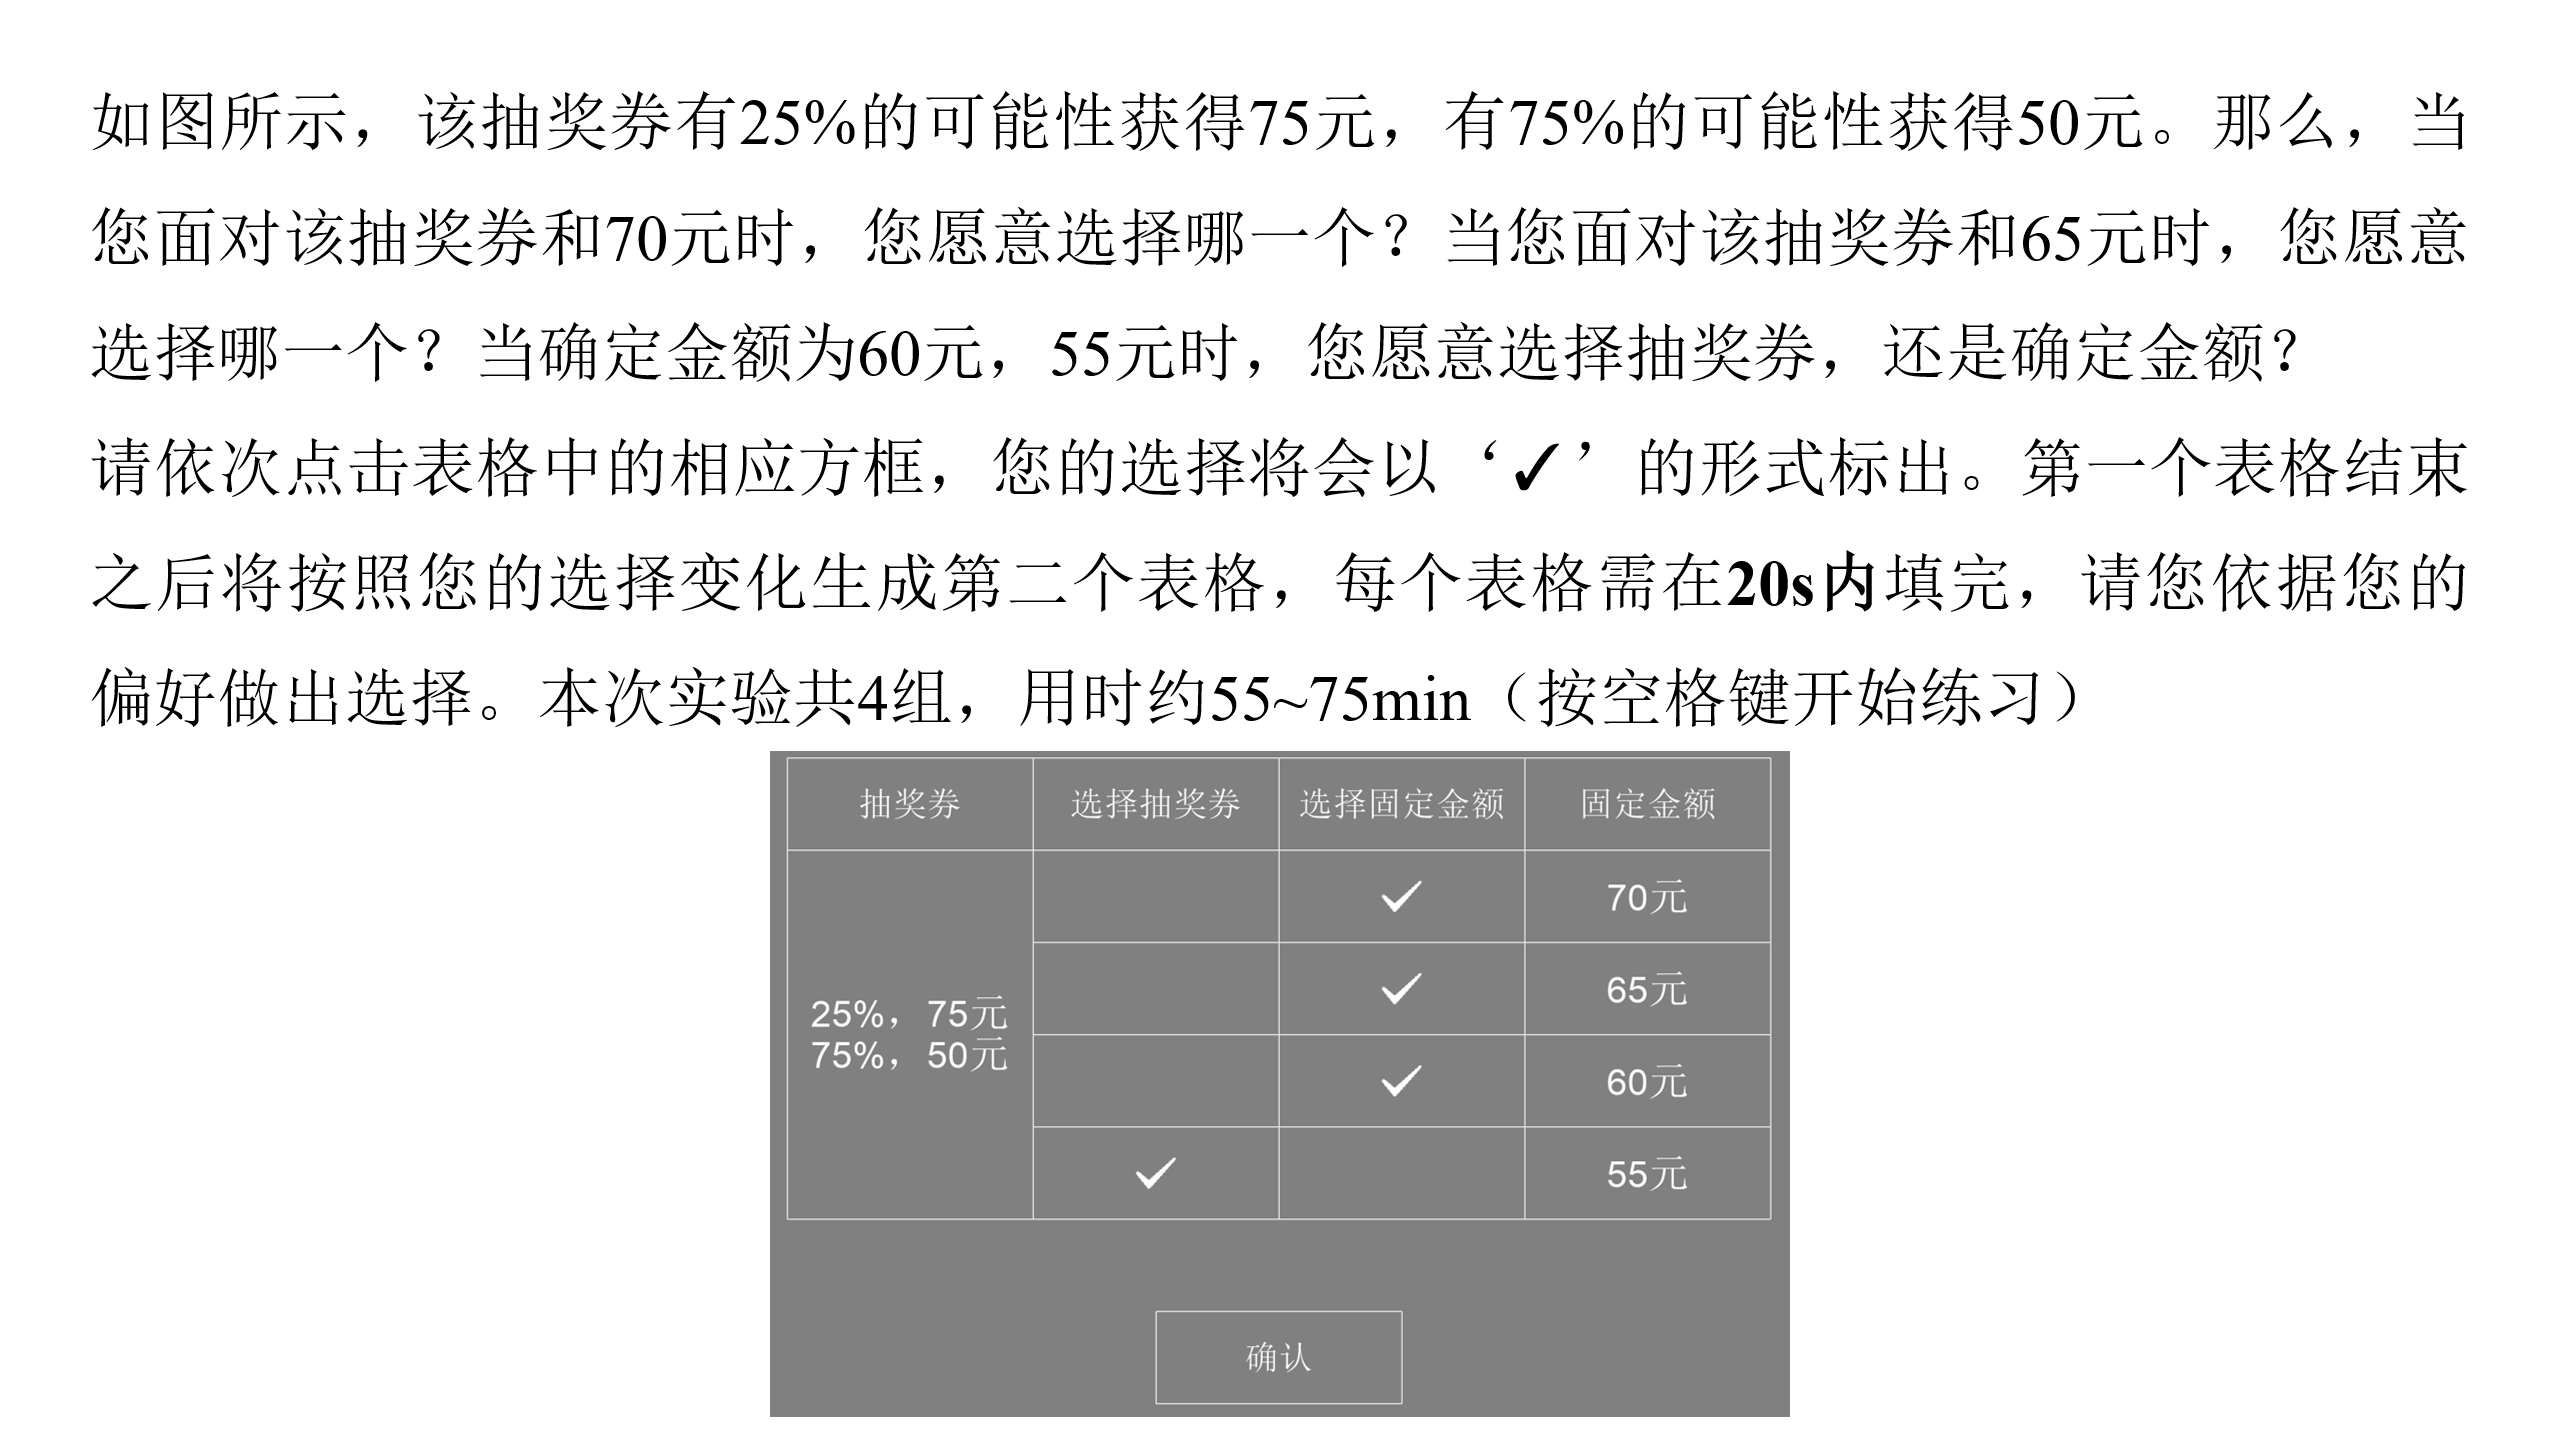 如图所示，该抽奖券有25%的可能性获得75元，有75%的可能性获得50元。那么，当
您面对该抽奖券和70元时，您愿意选择哪一个？当您面对该抽奖券和65元时，您愿意
选择哪一个？当确定金额为60元，55元时，您愿意选择抽奖券，还是确定金额？
请依次点击表格中的相应方框，您的选择将会以‘✓’的形式标出。第一个表格结束
之后将按照您的选择变化生成第二个表格，每个表格需在20s内填完，请您依据您的
偏好做出选择。本次实验共4组，用时约55~75min（按空格键开始练习）
抽奖券 选择抽奖券 选择固定金额 固定金额
✓ 70元
✓ 65元
25%，75元
75%，50元
✓ 60元
✓ 55元
确认